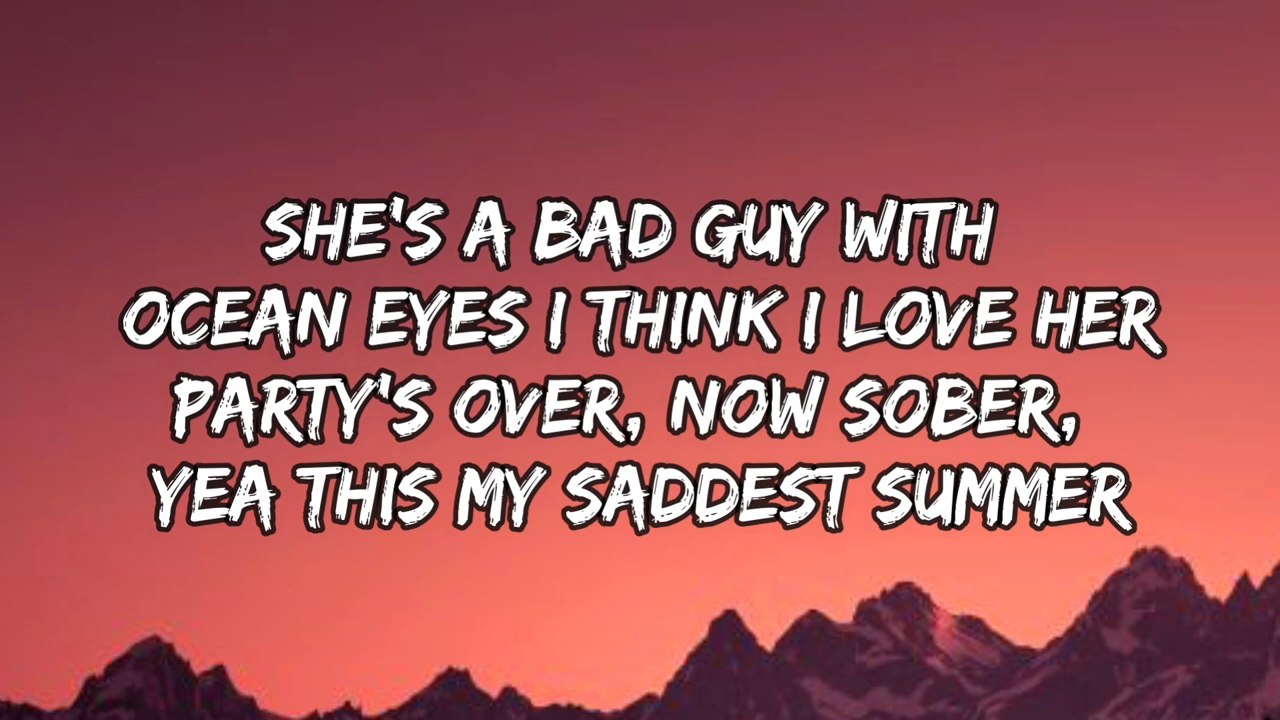 SHE'S A BAD GUY WITH
OCEAN EYES I THINK I LOVE HER
PARTY'S OVER, NOW SOBER,
YEA THIS MY SADDEST SUMMER